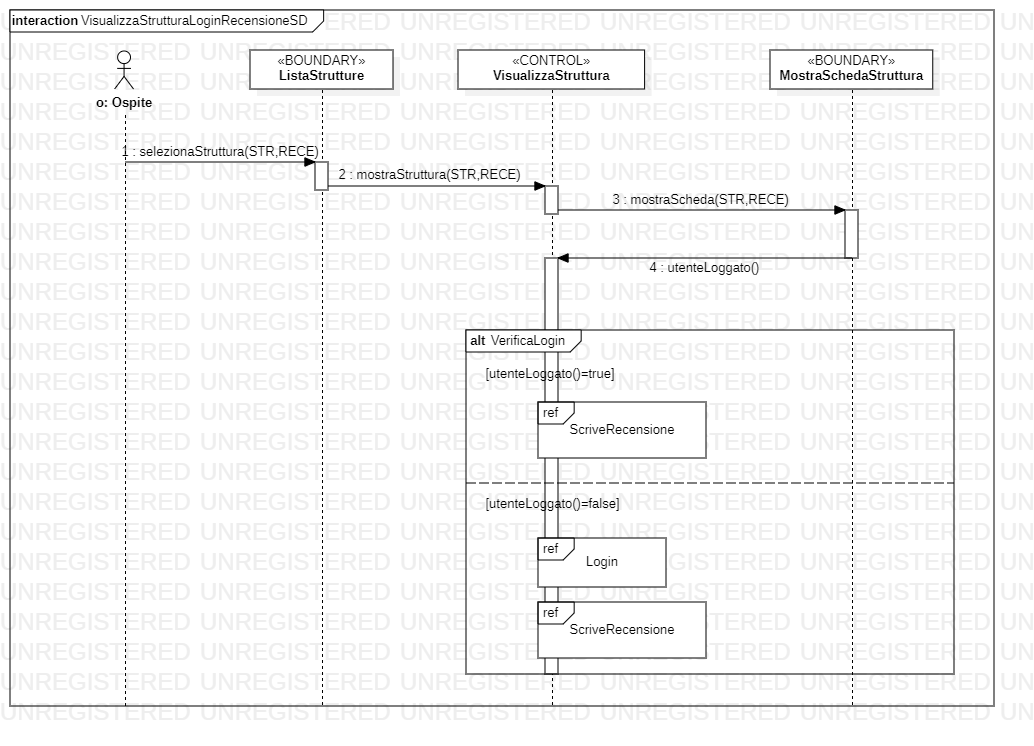 interaction VisualizzaStrutturaLoginRecensioneSD
«BOUNDARY»
ListaStrutture
«CONTROL»
VisualizzaStruttura
«BOUNDARY»
MostraSchedaStruttura
o: Ospite
1 : selezionaStruttura(STR,RECE)
2 : mostraStruttura(STR,RECE)
3 : mostraScheda(STR,RECE)
4 : utenteLoggato()
alt VerificaLogin
[utenteLoggato()=true]
ref
ScriveRecensione
[utenteLoggato()=false]
ref
Login
ref
ScriveRecensione
UNREGISTERED